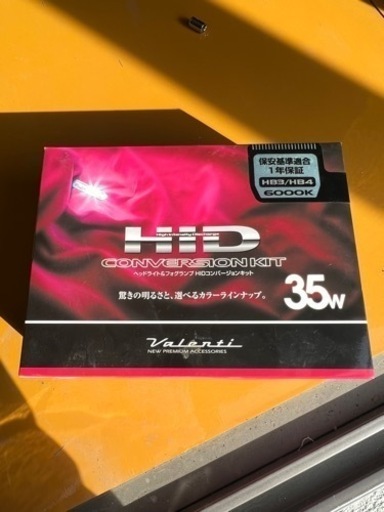 保安基準適合
1年保証
HB3/HB4
6000K
High Intensity Discharge
HID
CONVERSION KIT
ヘッドライト&フォグランプ HIDコンバージョンキット
驚きの明るさと、選べるカラーラインナップ。
35W
Valenti
NEW PREMIUM ACCESSORIES